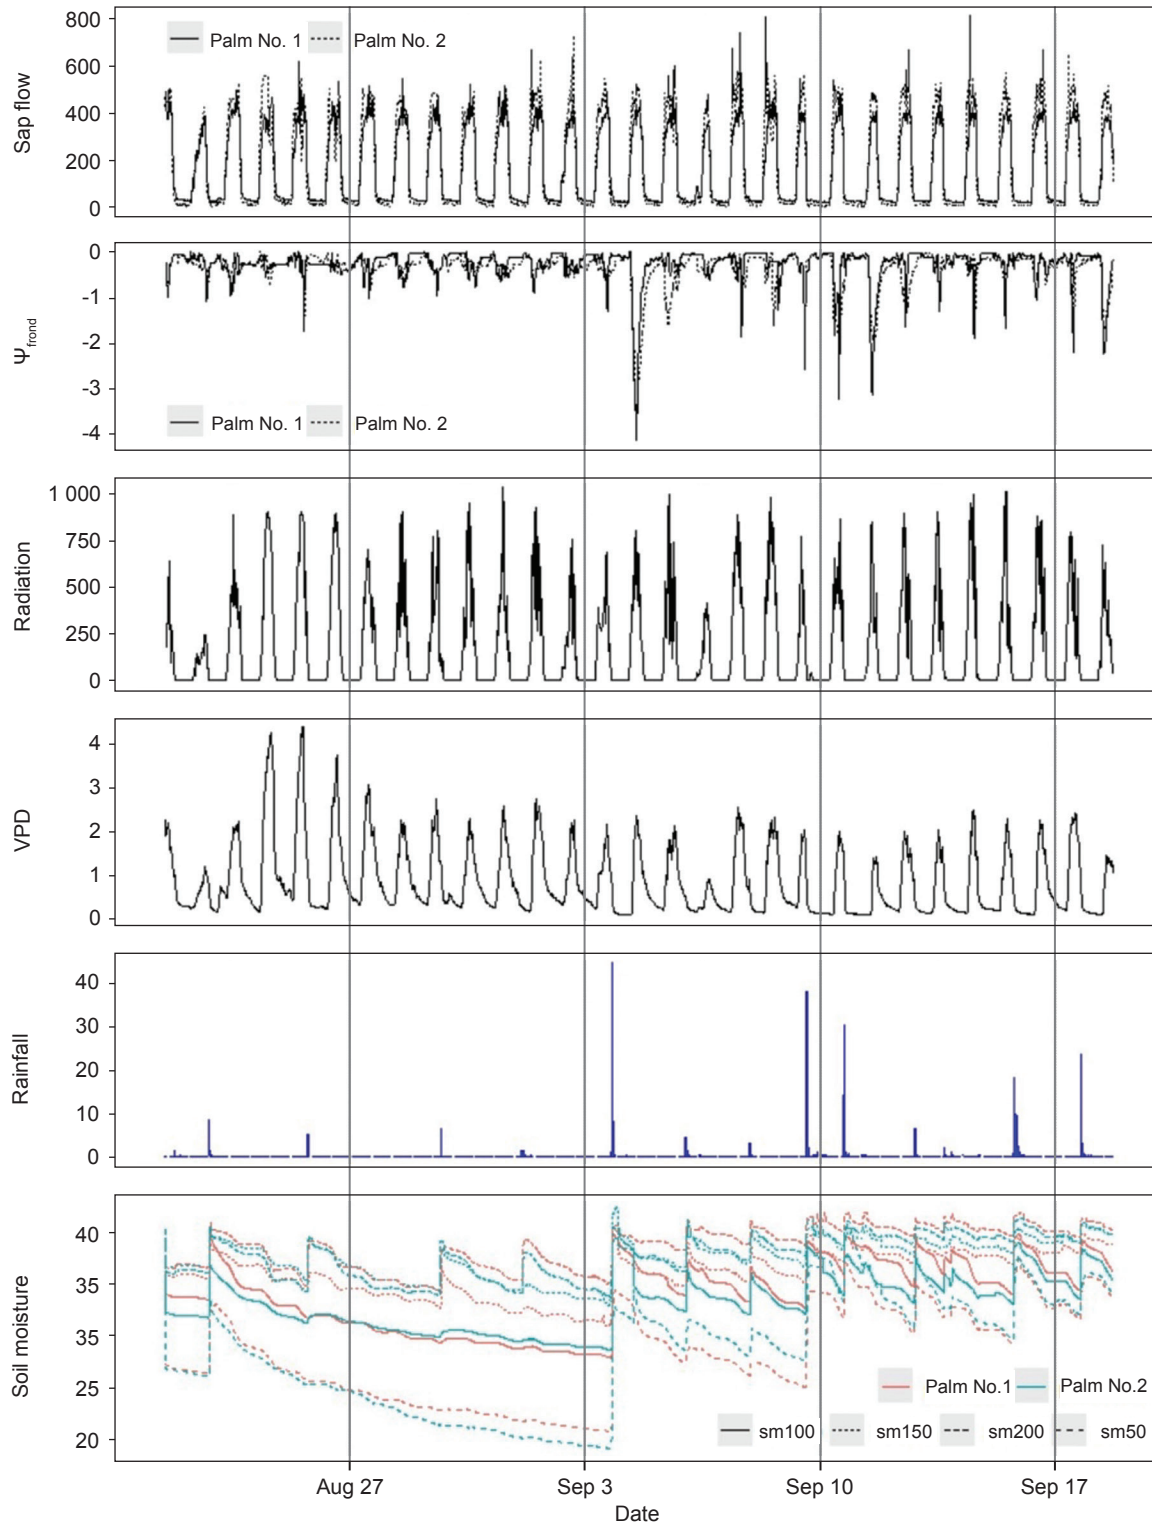 Sap flow
800
600
400
200
0
Palm No. 1 Palm No. 2
Ψfrond
0
-1
-2
-3
-4
Palm No. 1 Palm No. 2
Radiation
1 000
750
500
250
0
VPD
4
3
2
1
0
Rainfall
40
30
20
10
0
Soil moisture
40
35
35
25
20
Palm No.1 Palm No.2
sm100 sm150 sm200 sm50
Aug 27 Sep 3 Sep 10 Sep 17
Date